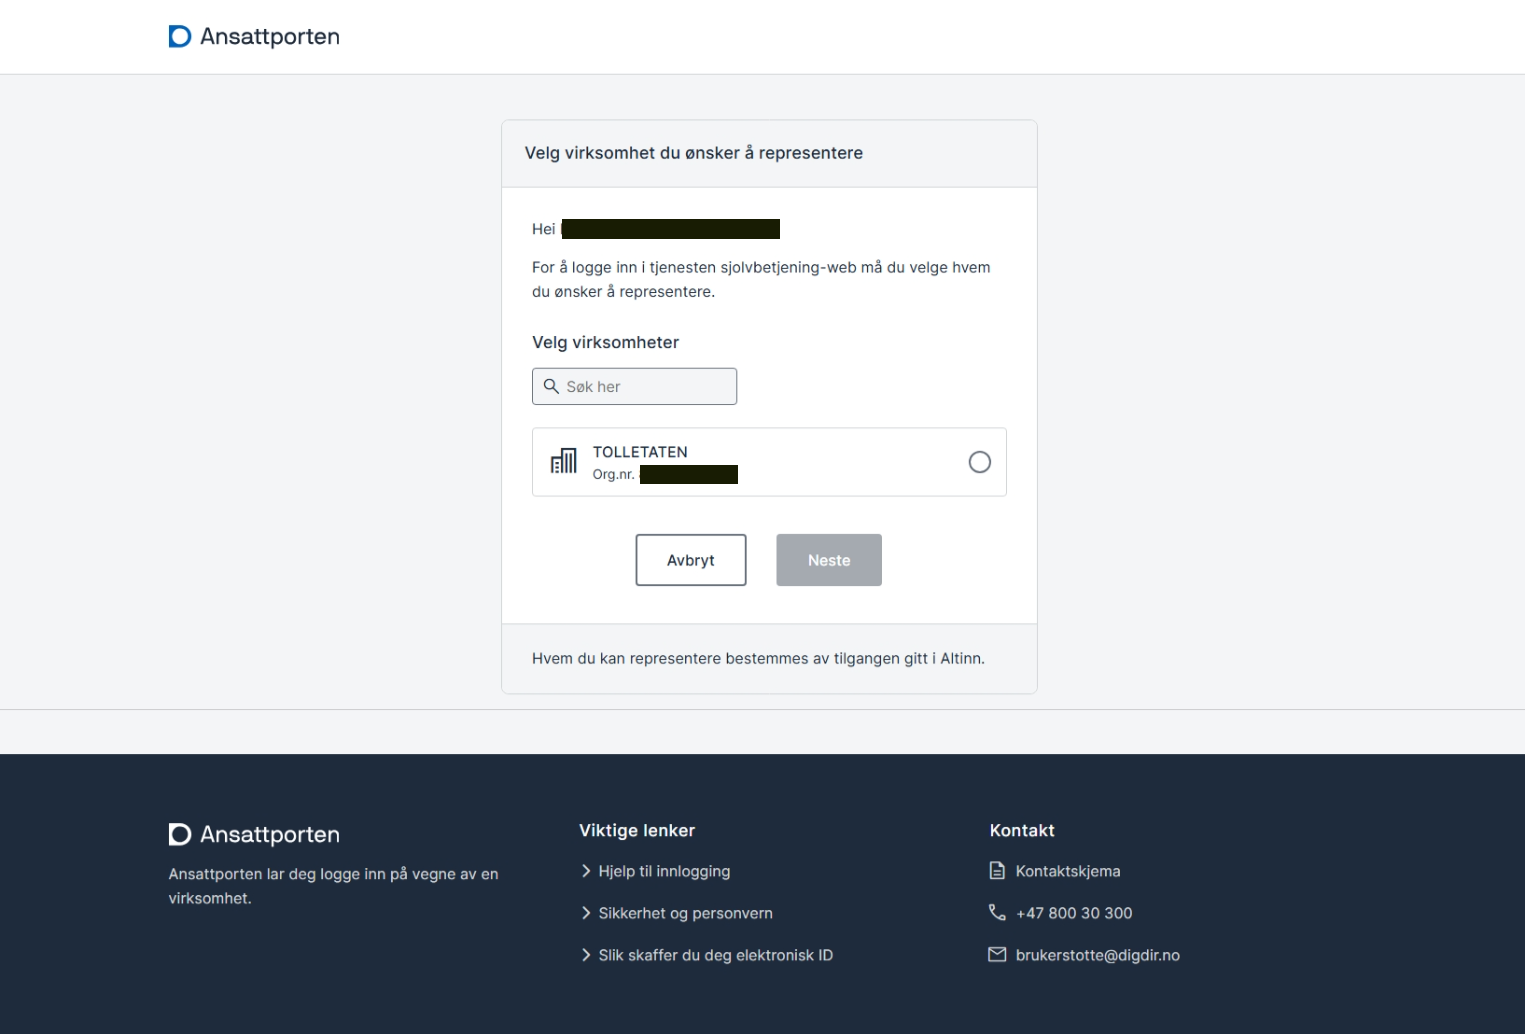 Ansattporten
Velg virksomhet du ønsker å representere
Hei
For å logge inn i tjenesten sjolvbetjening-web må du velge hvem
du ønsker å representere.
Velg virksomheter
Søk her
TOLLETATEN
Org.nr.
Avbryt
Neste
Hvem du kan representere bestemmes av tilgangen gitt i Altinn.
Ansattporten
Ansattporten lar deg logge inn på vegne av en
virksomhet.
Viktige lenker
Hjelp til innlogging
Sikkerhet og personvern
Slik skaffer du deg elektronisk ID
Kontakt
Kontaktskjema
+47 800 30 300
brukerstotte@digdir.no